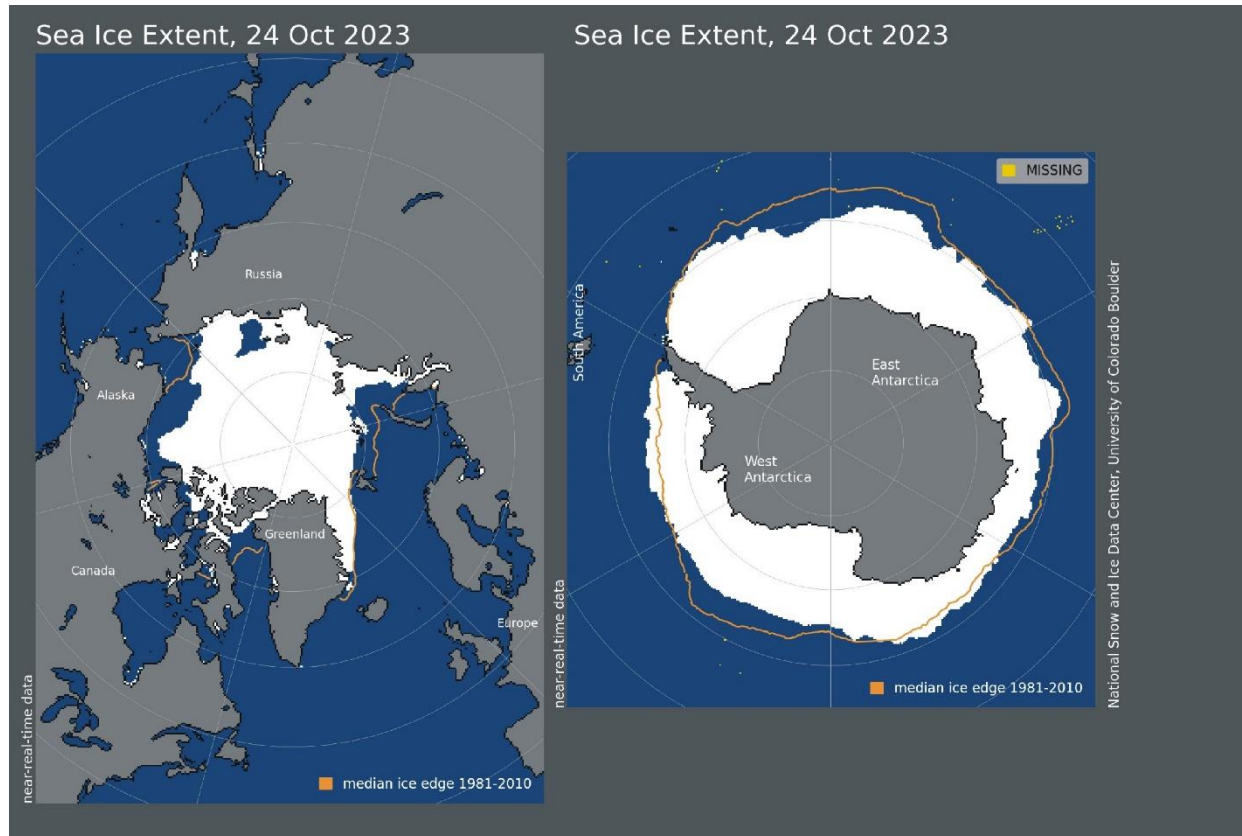 Sea Ice Extent, 24 Oct 2023
Russia
Alaska
Greenland
Canada
Europe
near-real-time data
median ice edge 1981-2010
Sea Ice Extent, 24 Oct 2023
MISSING
South America
East
Antarctica
West
Antarctica
near-real-time data
median ice edge 1981-2010
National Snow and Ice Data Center, University of Colorado Boulder